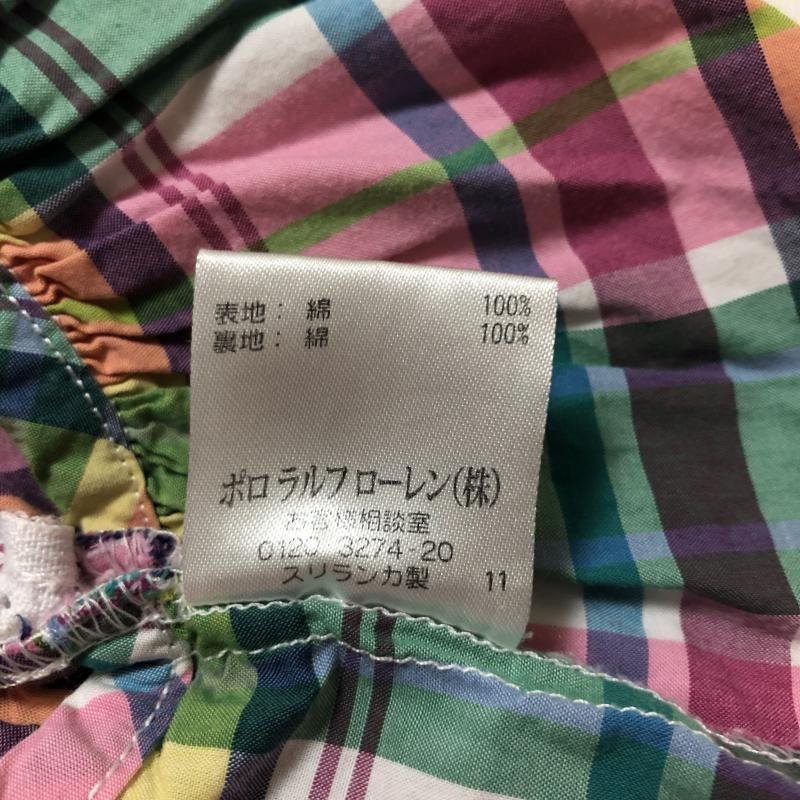 表地： 綿 100%
裏地： 綿 100%
ポロ ラルフ ローレン(株)
お客様相談室
0120-3274-20
スリランカ製 11